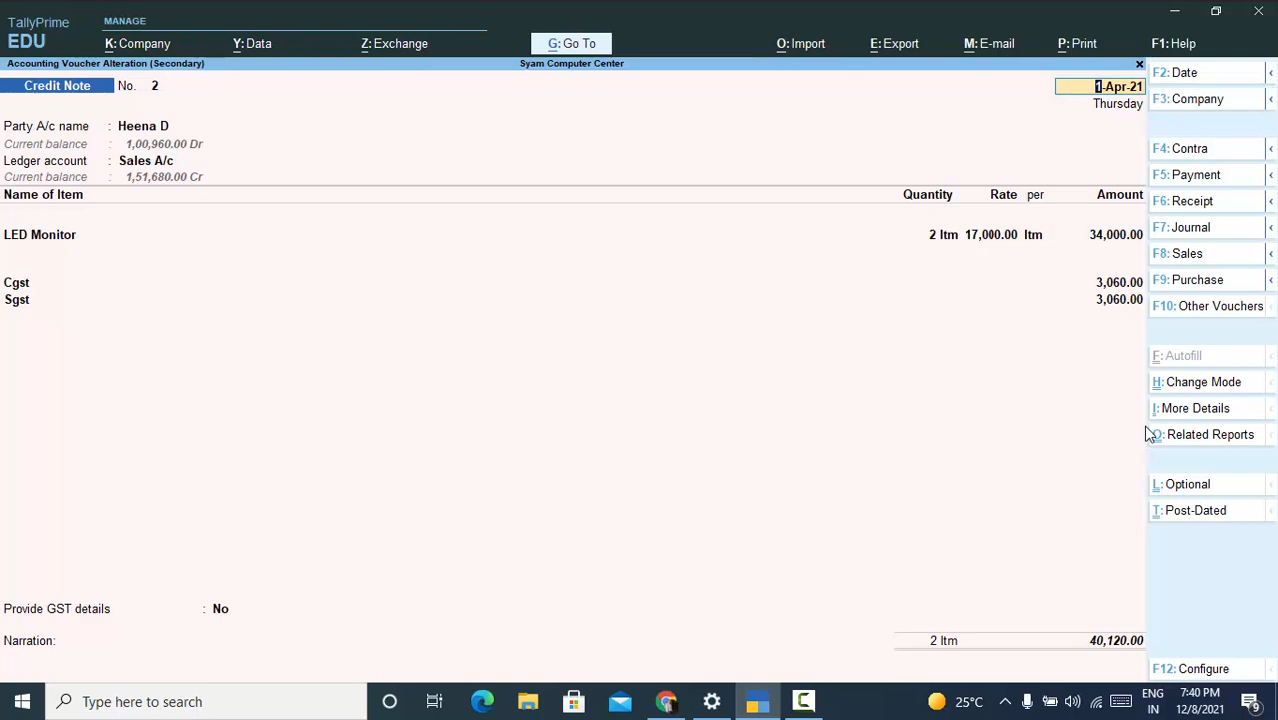 TallyPrime
EDU
MANAGE
K: Company
Y: Data
Z: Exchange
G: Go To
O: Import
E: Export
M: E-mail
P: Print
F1: Help
Accounting Voucher Alteration (Secondary)
Syam Computer Center
×
Credit Note No. 2
1-Apr-21
Thursday
Party A/c name : Heena D
Current balance : 1,00,960.00 Dr
Ledger account : Sales A/c
Current balance : 1,51,680.00 Cr
Name of Item Quantity Rate per Amount
LED Monitor 2 Itm 17,000.00 Itm 34,000.00
Cgst 3,060.00
Sgst 3,060.00
Provide GST details : No
Narration: 2 Itm 40,120.00
F2: Date
F3: Company
F4: Contra
F5: Payment
F6: Receipt
F7: Journal
F8: Sales
F9: Purchase
F10: Other Vouchers
F: Autofill
H: Change Mode
I: More Details
O: Related Reports
L: Optional
T: Post-Dated
F12: Configure
Type here to search
25°C
ENG
IN
7:40 PM
12/8/2021
9